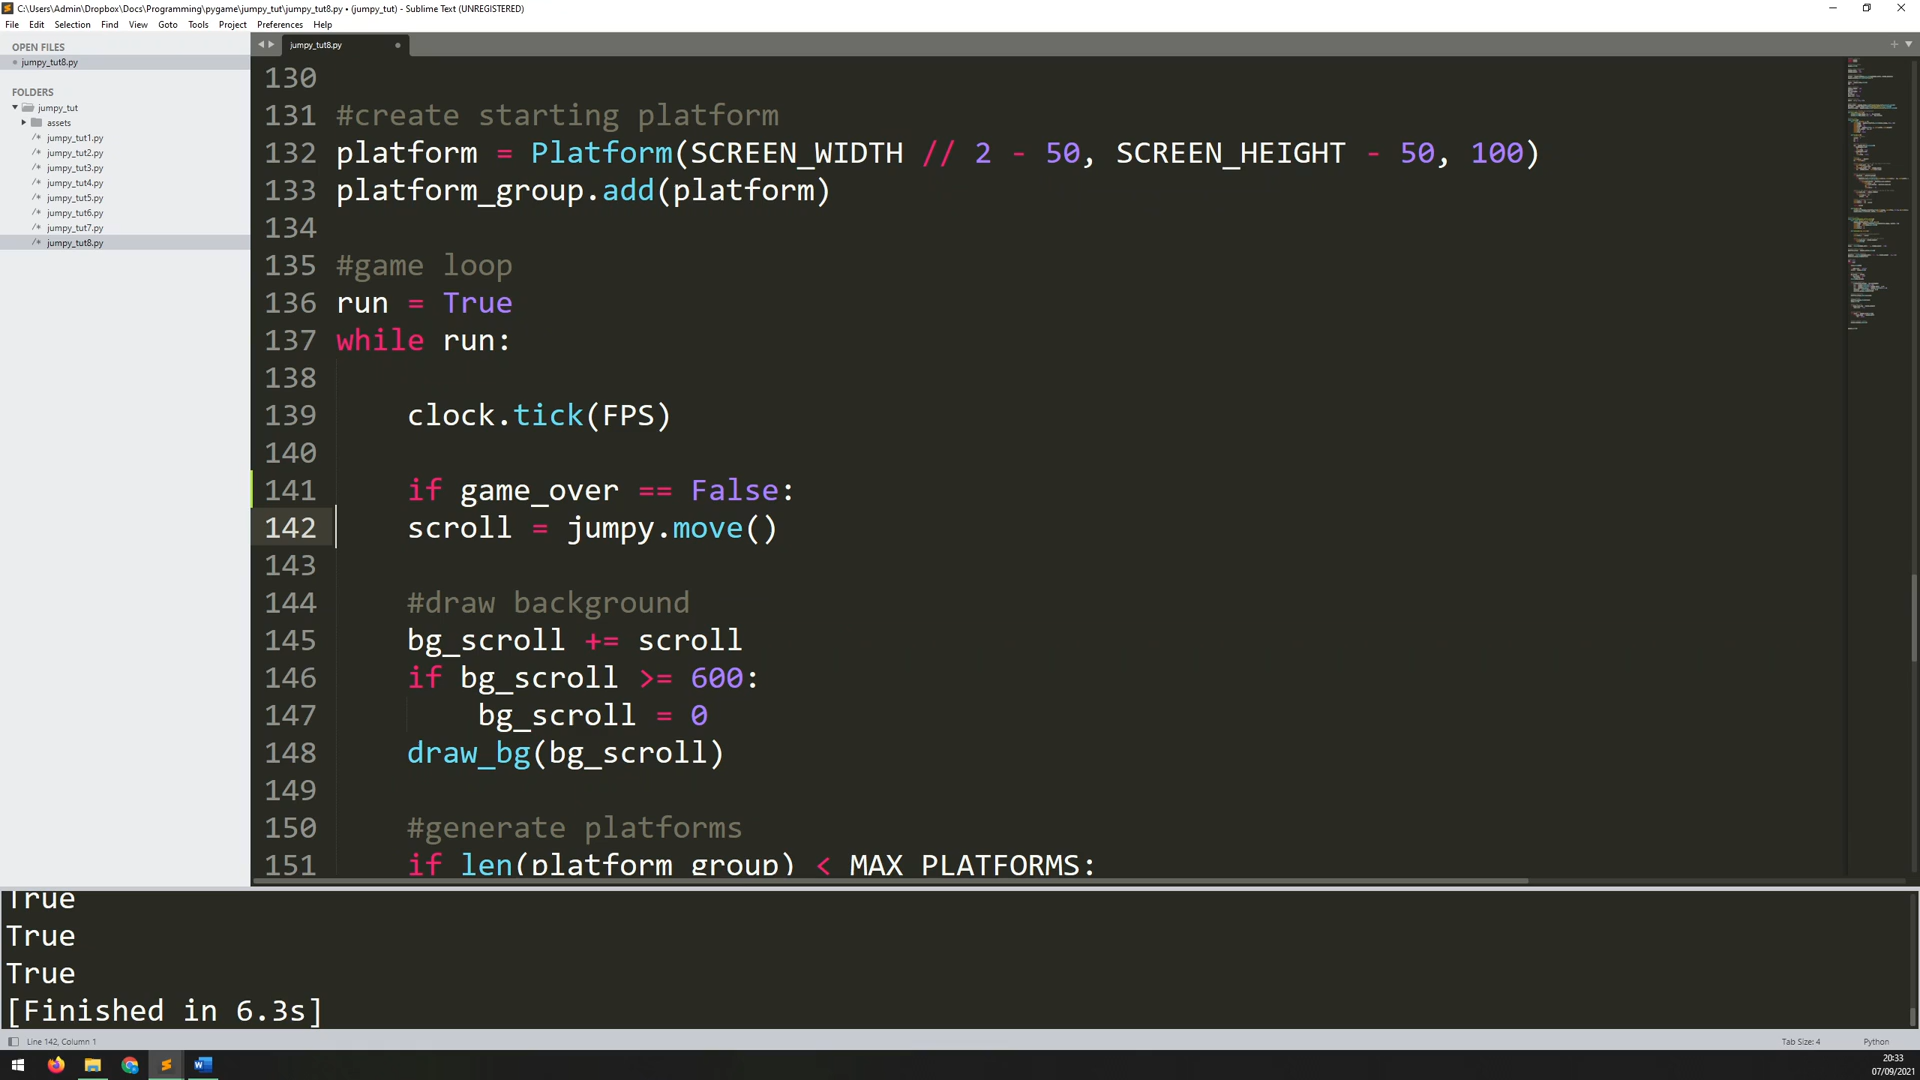 C:\Users\Admin\Dropbox\Docs\Programming\pygame\jumpy_tut\jumpy_tut8.py • (jumpy_tut) - Sublime Text (UNREGISTERED)
File Edit Selection Find View Goto Tools Project Preferences Help
OPEN FILES
jumpy_tut8.py
FOLDERS
jumpy_tut
assets
/* jumpy_tut1.py
/* jumpy_tut2.py
/* jumpy_tut3.py
/* jumpy_tut4.py
/* jumpy_tut5.py
/* jumpy_tut6.py
/* jumpy_tut7.py
/* jumpy_tut8.py
jumpy_tut8.py
130
131 #create starting platform
132 platform = Platform(SCREEN_WIDTH // 2 - 50, SCREEN_HEIGHT - 50, 100)
133 platform_group.add(platform)
134
135 #game loop
136 run = True
137 while run:
138
139 clock.tick(FPS)
140
141 if game_over == False:
142 scroll = jumpy.move()
143
144 #draw background
145 bg_scroll += scroll
146 if bg_scroll >= 600:
147 bg_scroll = 0
148 draw_bg(bg_scroll)
149
150 #generate platforms
151 if len(platform_group) < MAX_PLATFORMS:
True
True
True
[Finished in 6.3s]
Line 142, Column 1
Tab Size: 4
Python
20:33
07/09/2021